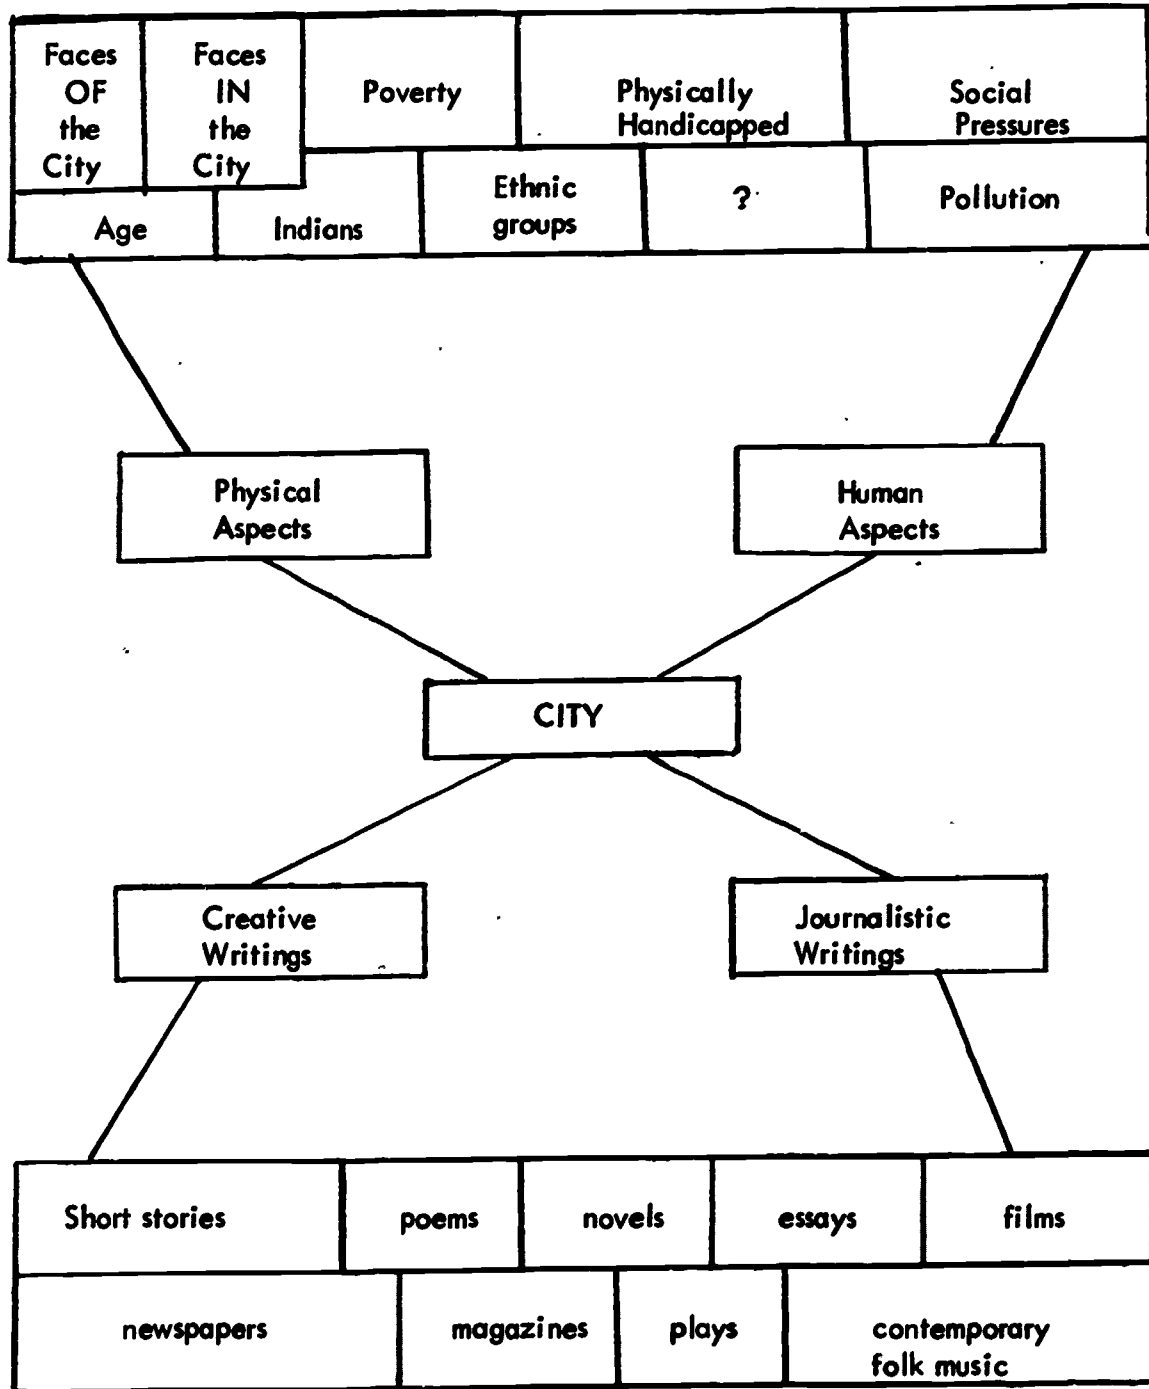 Faces
OF
the
City
Faces
IN
the
City
Poverty
Physically
Handicapped
Social
Pressures
Age
Indians
Ethnic
groups
?
Pollution
Physical
Aspects
Human
Aspects
CITY
Creative
Writings
Journalistic
Writings
Short stories
poems
novels
essays
films
newspapers
magazines
plays
contemporary
folk music